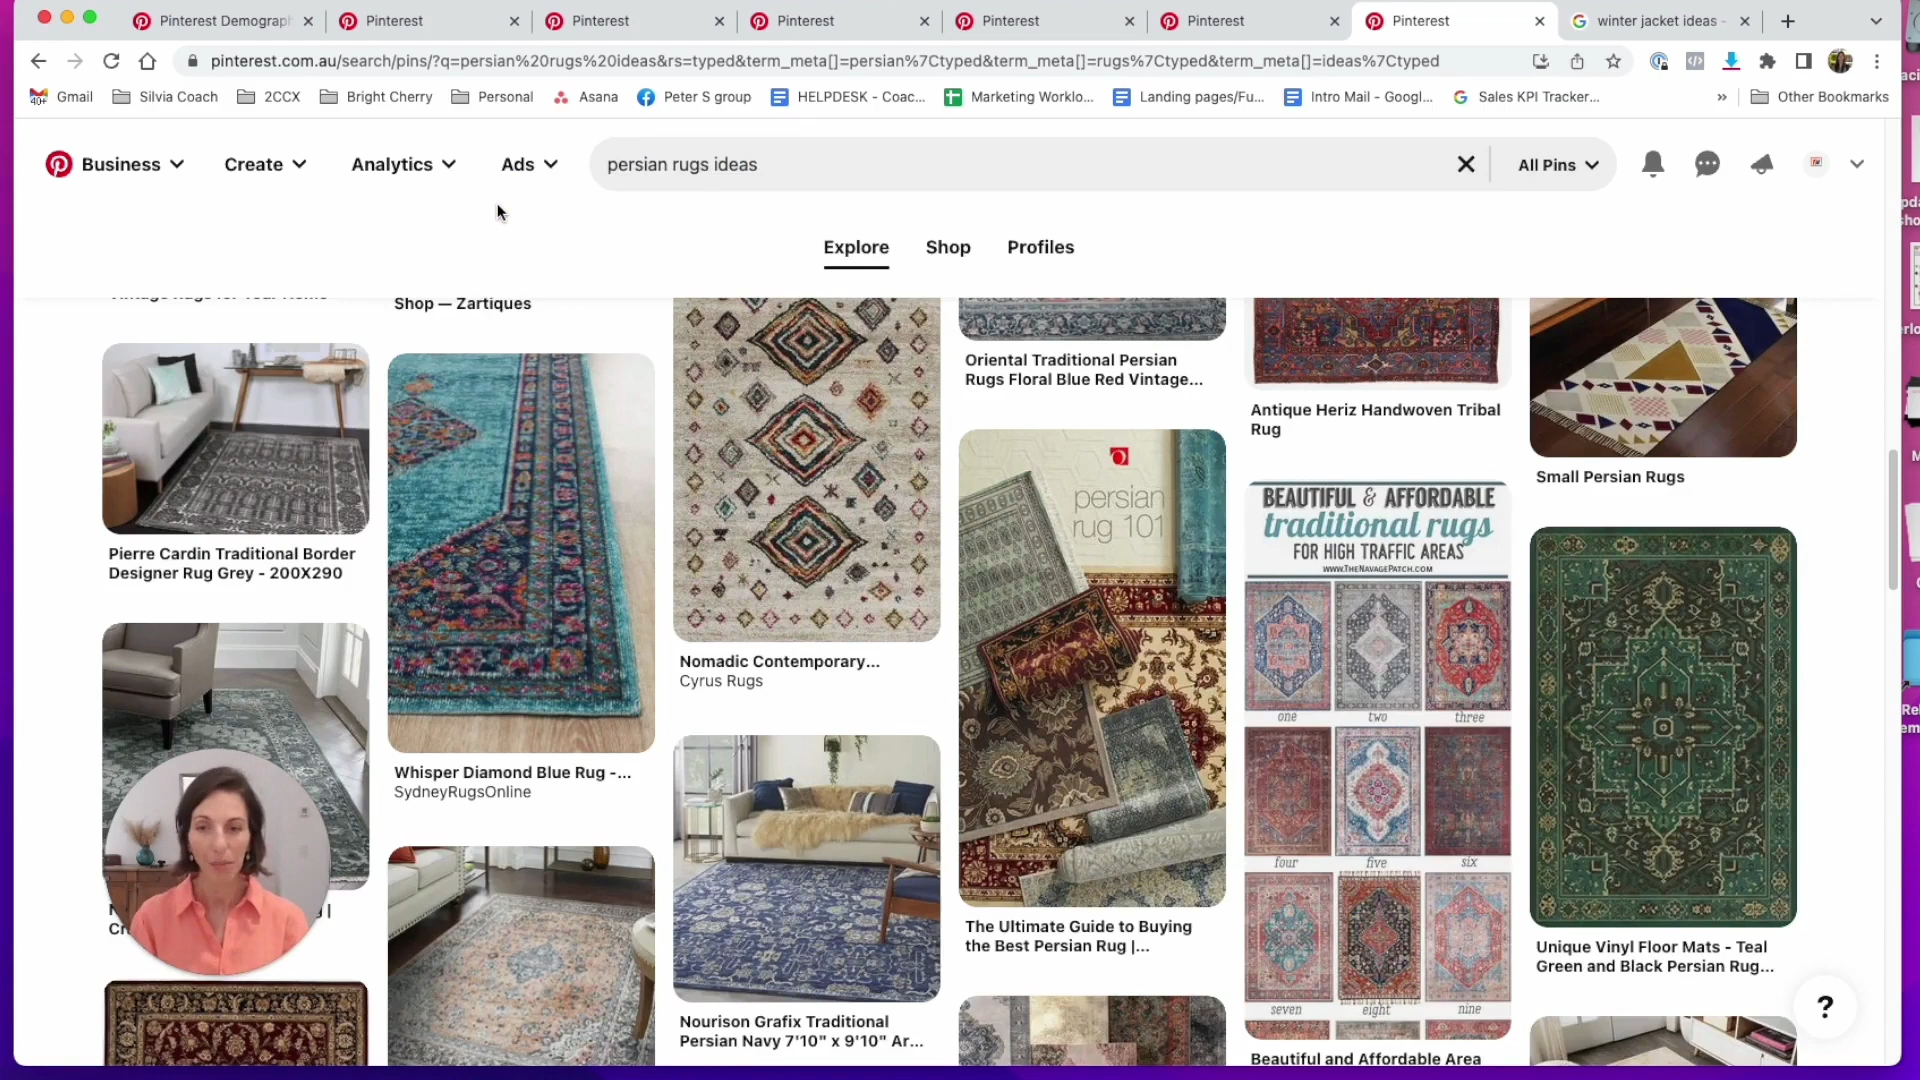 Pinterest Demograph
Pinterest
Pinterest
Pinterest
Pinterest
Pinterest
Pinterest
winter jacket ideas -
pinterest.com.au/search/pins/?q=persian%20rugs%20ideas&rs=typed&term_meta[]=persian%7Ctyped&term_meta[]=rugs%7Ctyped&term_meta[]=ideas%7Ctyped
40+
Gmail
Silvia Coach
2CCX
Bright Cherry
Personal
Asana
Peter S group
HELPDESK - Coac...
Marketing Worklo...
Landing pages/Fu...
Intro Mail - Googl...
Sales KPI Tracker...
»
Other Bookmarks
Business
Create
Analytics
Ads
persian rugs ideas
All Pins
Explore
Shop
Profiles
Shop — Zartiques
Pierre Cardin Traditional Border
Designer Rug Grey - 200X290
Whisper Diamond Blue Rug -...
SydneyRugsOnline
Nomadic Contemporary...
Cyrus Rugs
Nourison Grafix Traditional
Persian Navy 7'10" x 9'10" Ar...
Oriental Traditional Persian
Rugs Floral Blue Red Vintage...
persian
rug 101
The Ultimate Guide to Buying
the Best Persian Rug |...
Antique Heriz Handwoven Tribal
Rug
BEAUTIFUL & AFFORDABLE
traditional rugs
FOR HIGH TRAFFIC AREAS
www.TheNavagePatch.com
one
two
three
four
five
six
seven
eight
nine
Beautiful and Affordable Area
Small Persian Rugs
Unique Vinyl Floor Mats - Teal
Green and Black Persian Rug...
?